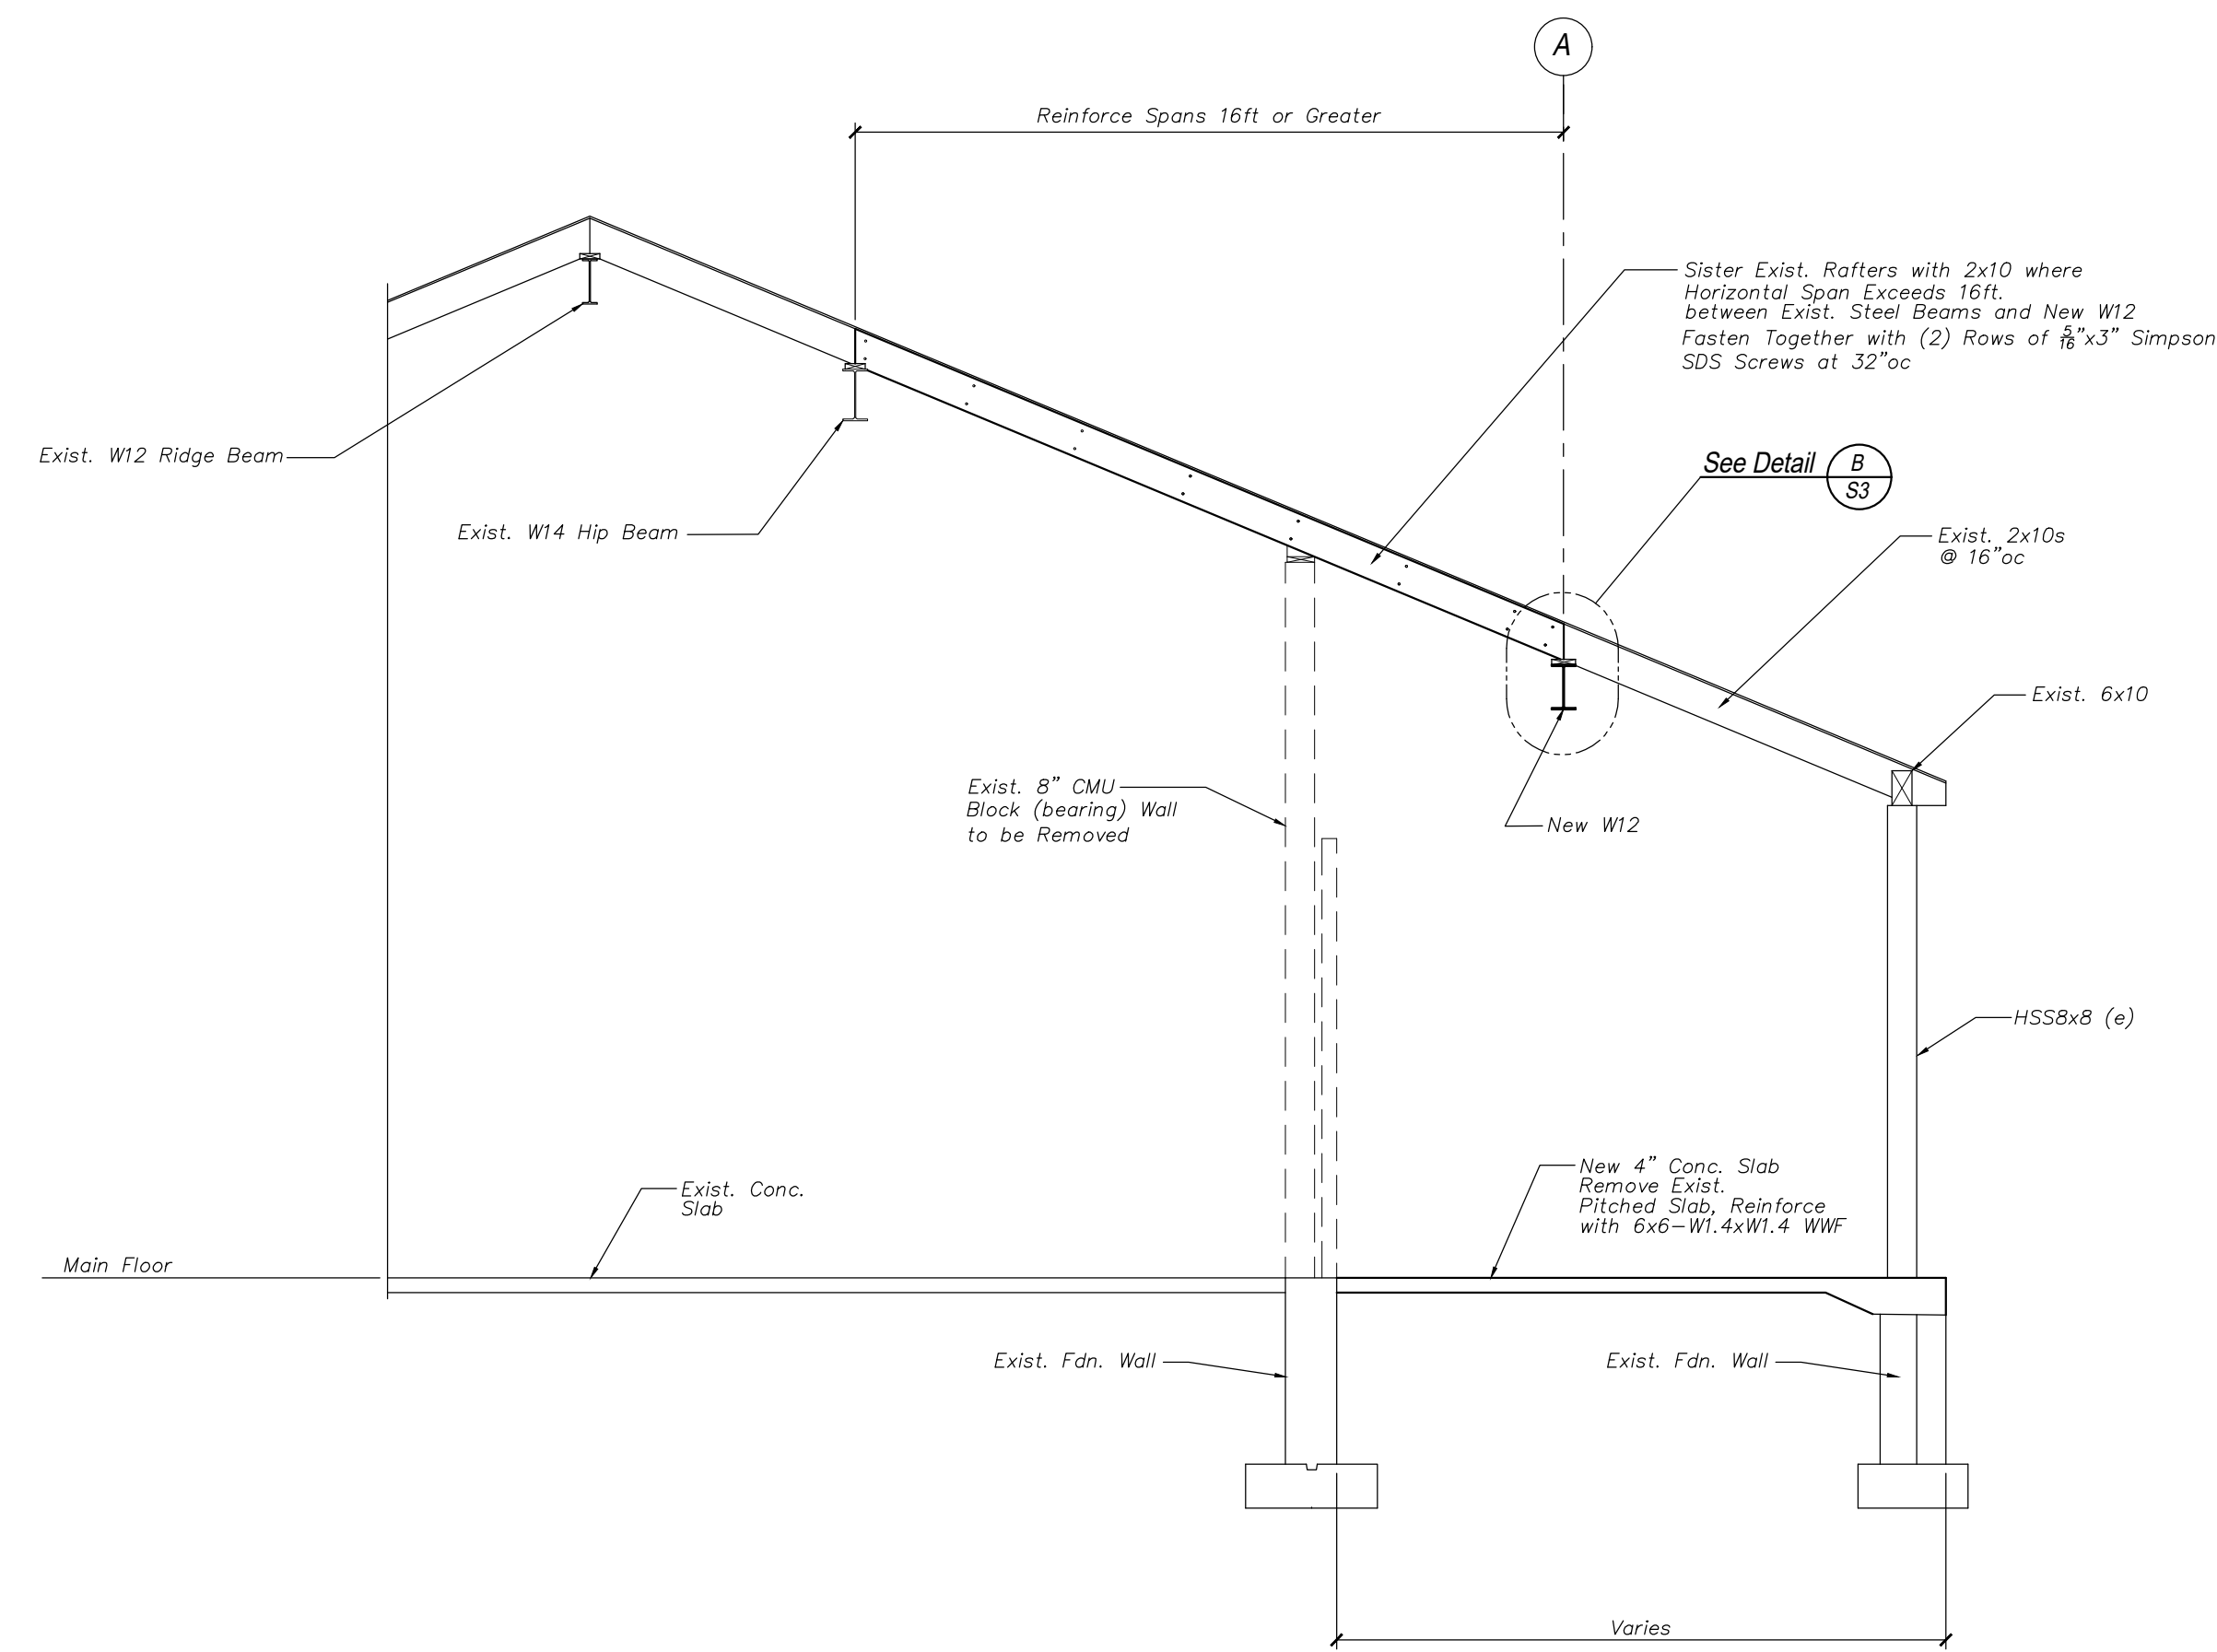 A
Reinforce Spans 16ft or Greater
Sister Exist. Rafters with 2x10 where
Horizontal Span Exceeds 16ft.
between Exist. Steel Beams and New W12
Fasten Together with (2) Rows of 5/16"x3" Simpson
SDS Screws at 32"oc
Exist. W12 Ridge Beam
See Detail
B
S3
Exist. W14 Hip Beam
Exist. 2x10s
@ 16"oc
Exist. 6x10
Exist. 8" CMU
Block (bearing) Wall
to be Removed
New W12
HSS8x8 (e)
New 4" Conc. Slab
Remove Exist.
Pitched Slab, Reinforce
with 6x6-W1.4xW1.4 WWF
Exist. Conc.
Slab
Main Floor
Exist. Fdn. Wall
Exist. Fdn. Wall
Varies